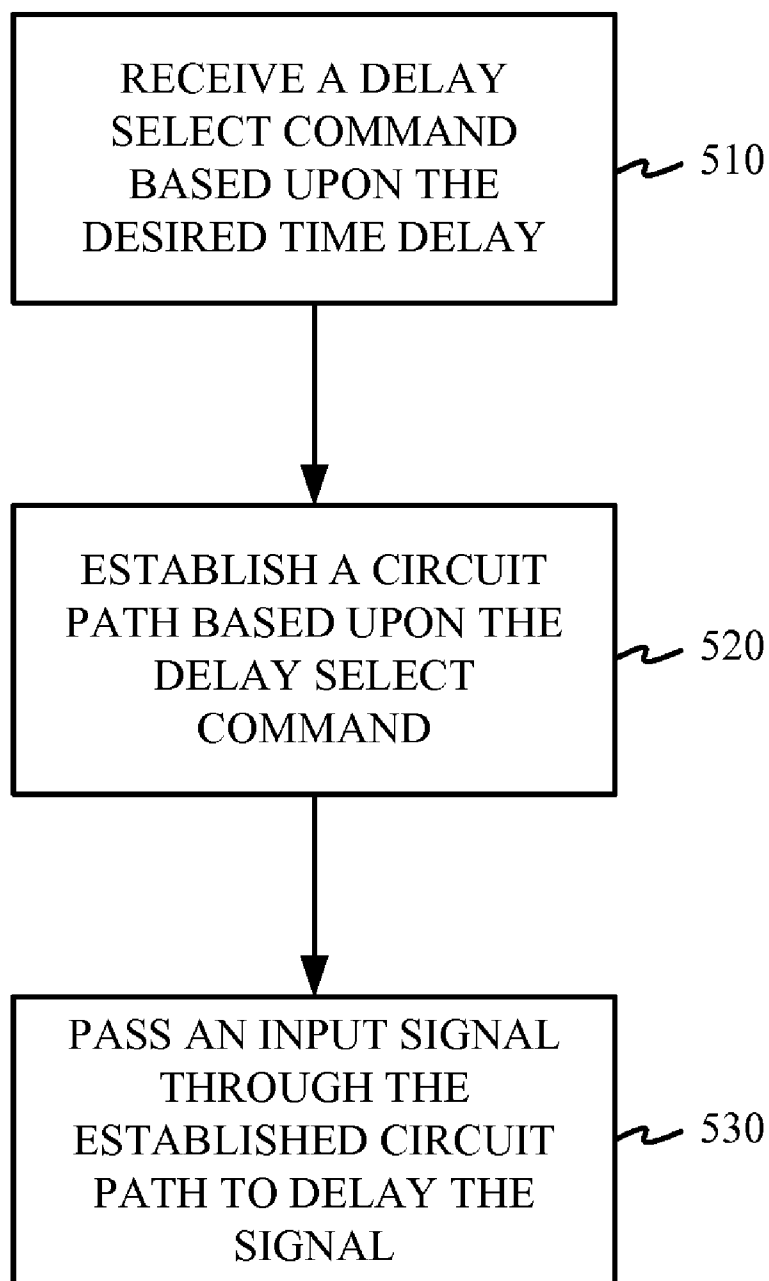 RECEIVE A DELAY
SELECT COMMAND
BASED UPON THE
DESIRED TIME DELAY
510
ESTABLISH A CIRCUIT
PATH BASED UPON THE
DELAY SELECT
COMMAND
520
PASS AN INPUT SIGNAL
THROUGH THE
ESTABLISHED CIRCUIT
PATH TO DELAY THE
SIGNAL
530